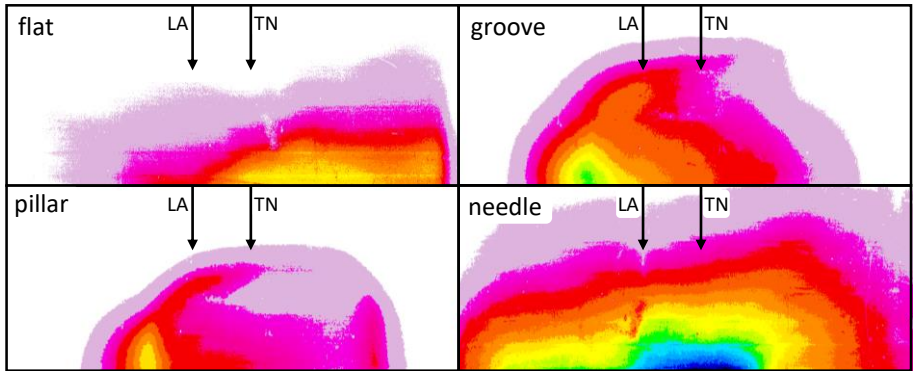 flat LA TN
groove LA TN
pillar LA TN
needle LA TN